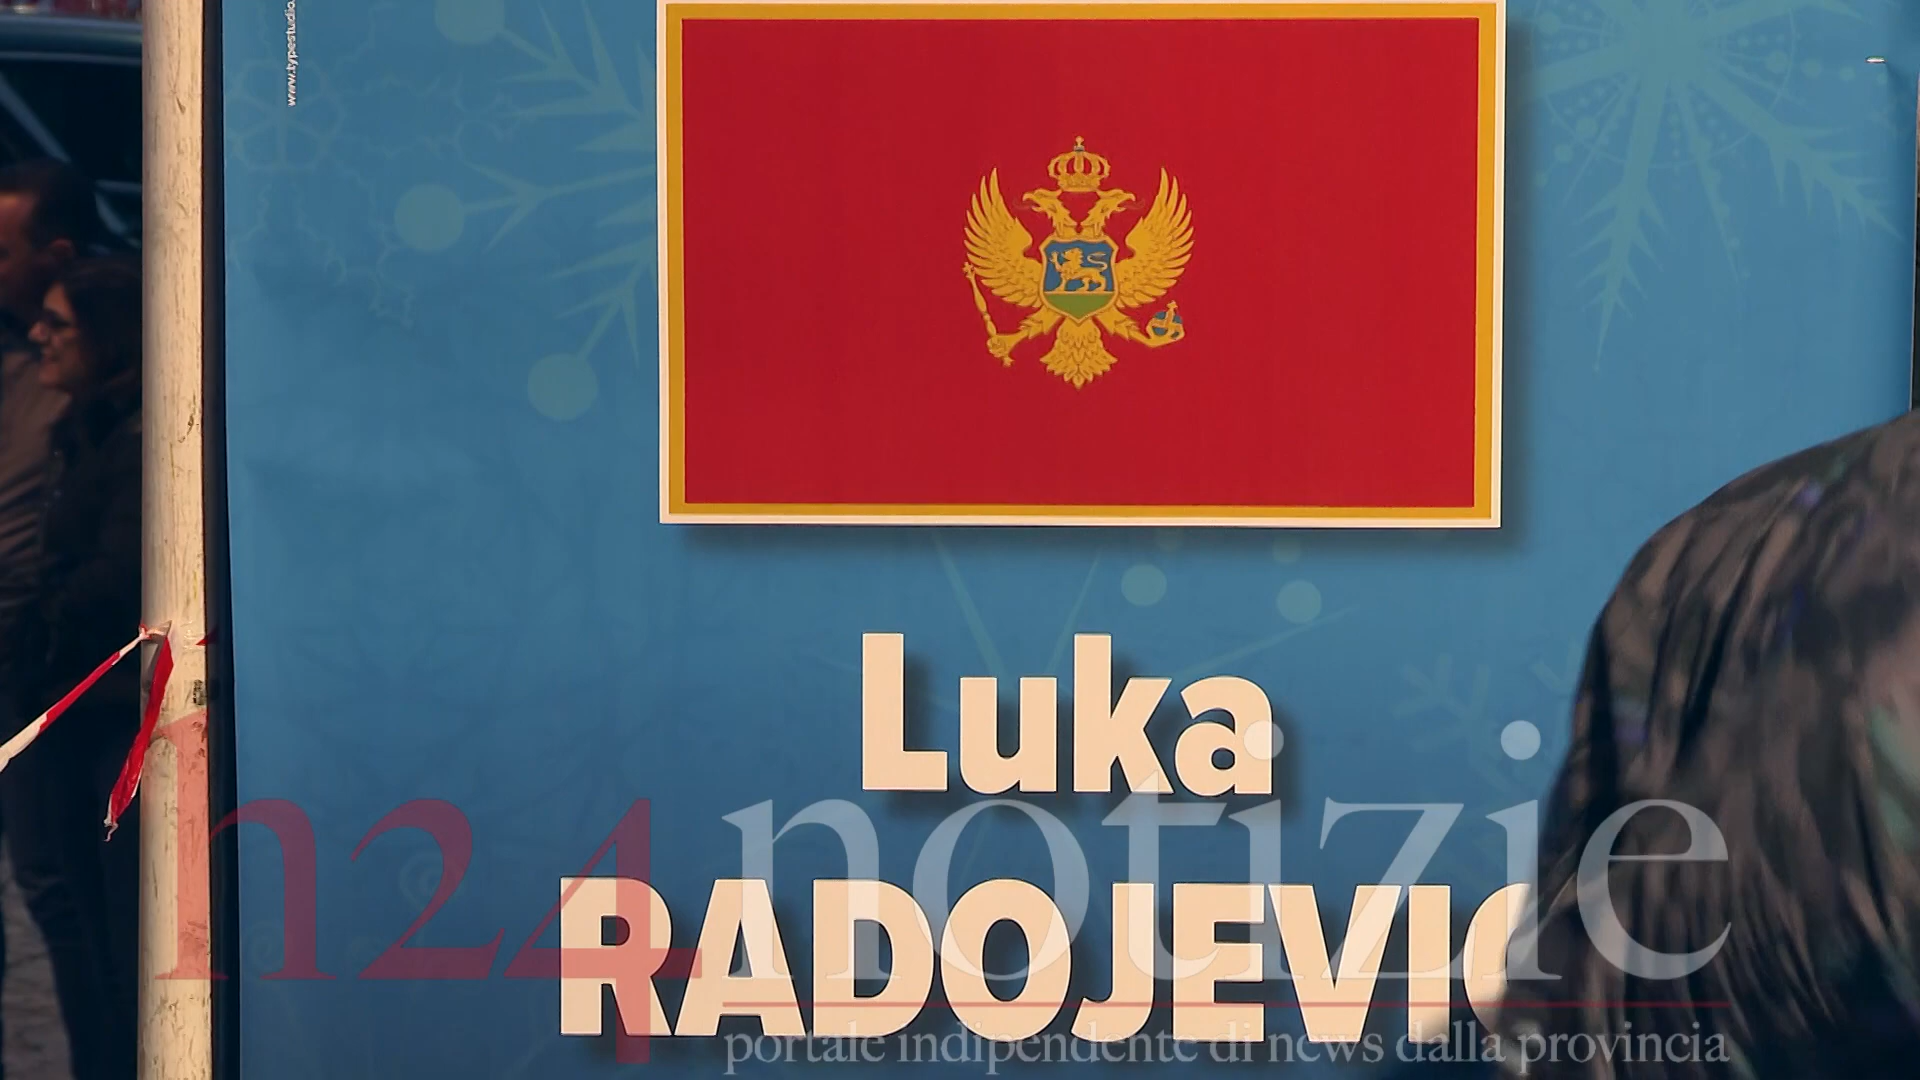 www.typestudio.
Luka
RADOJEVIC
h24notizie
portale indipendente di news dalla provincia